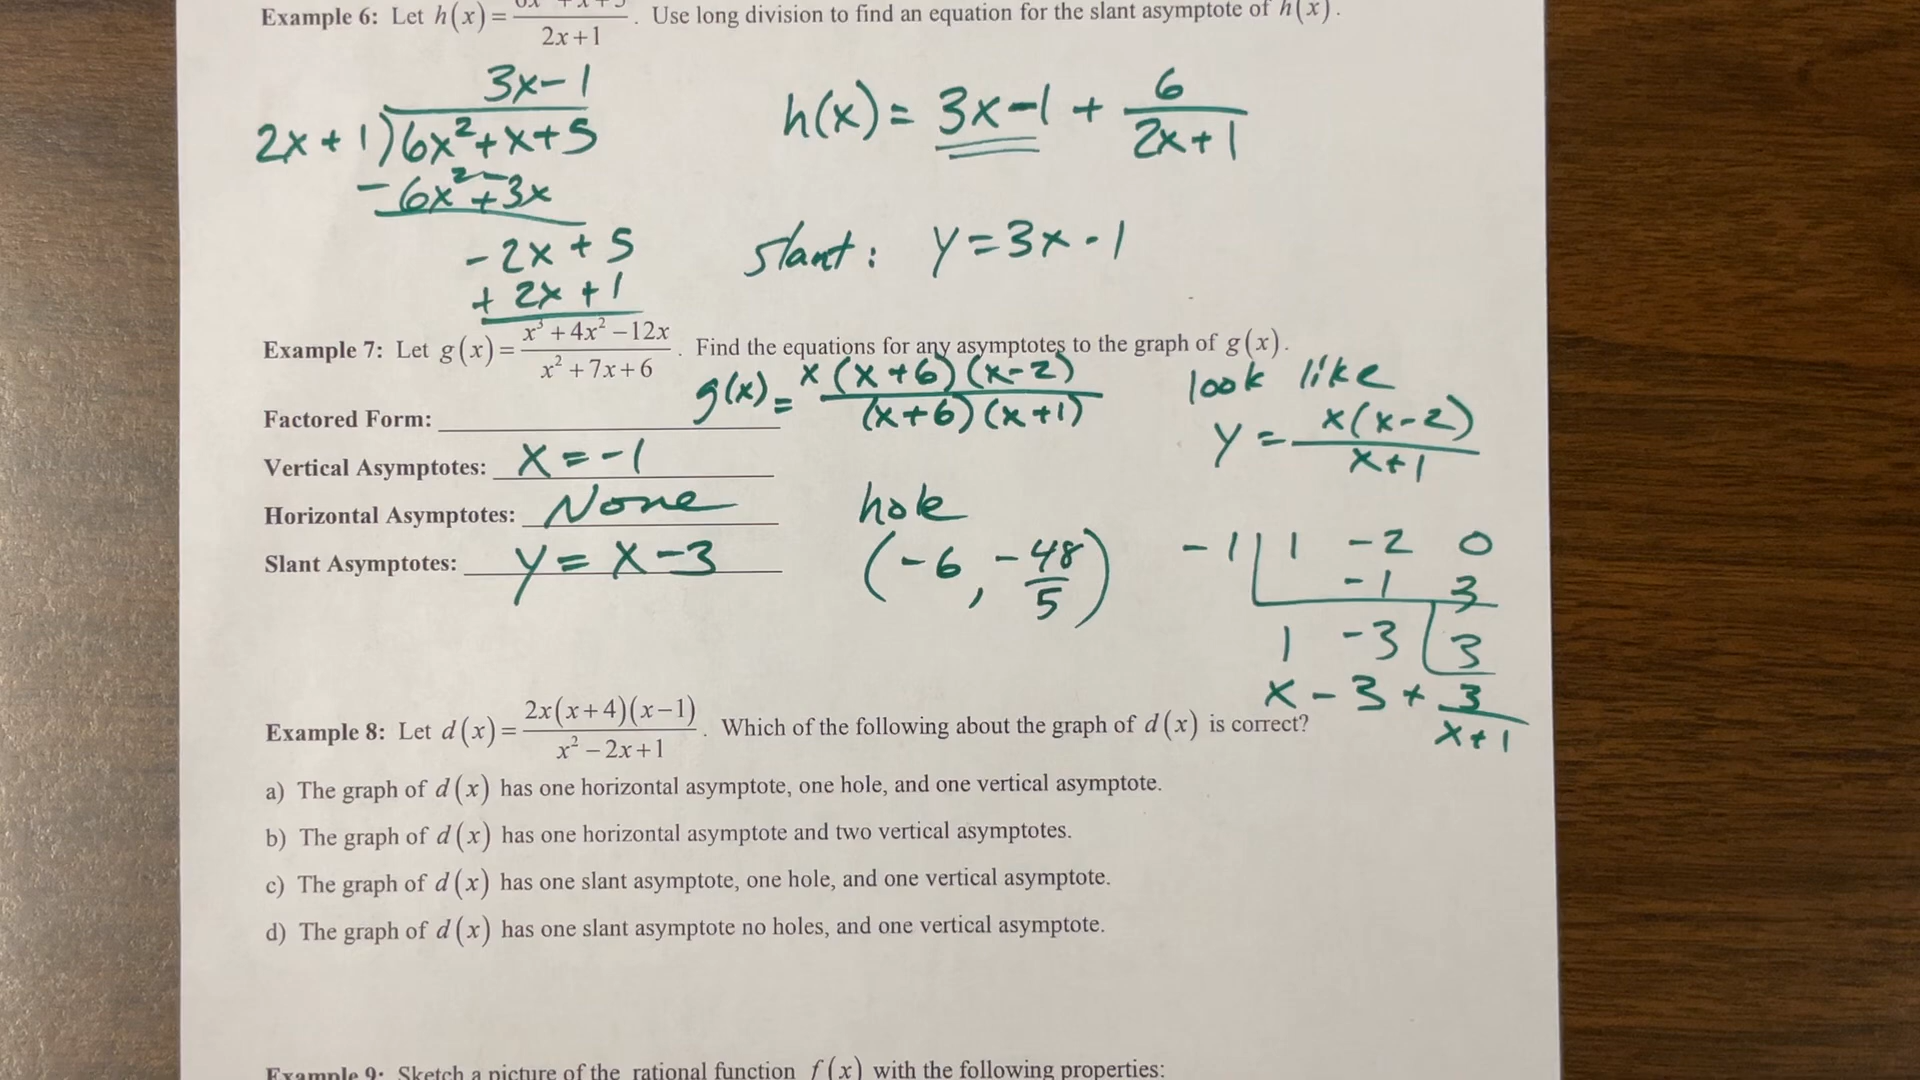 Example 6: Let h(x) = 6x² + x + 5 / 2x+1. Use long division to find an equation for the slant asymptote of h(x).
3x - 1
2x + 1)6x² + x + 5
- 6x² + 3x
- 2x + 5
+ 2x + 1
h(x) = 3x - 1 + 6/(2x + 1)
slant: y = 3x - 1
Example 7: Let g(x) = (x³ + 4x² − 12x)/(x² + 7x + 6). Find the equations for any asymptotes to the graph of g(x).
g(x) = x(x+6)(x-2)/(x+6)(x+1)
look like
y = x(x-2)/(x+1)
Factored Form:
Vertical Asymptotes: x = -1
Horizontal Asymptotes: None
Slant Asymptotes: y = x - 3
hole
(-6, -48/5)
-1| 1 -2 0
-1 3
1 -3 |3
x - 3 + 3/(x+1)
Example 8: Let d(x) = 2x(x+4)(x−1)/(x² − 2x + 1). Which of the following about the graph of d(x) is correct?
a) The graph of d(x) has one horizontal asymptote, one hole, and one vertical asymptote.
b) The graph of d(x) has one horizontal asymptote and two vertical asymptotes.
c) The graph of d(x) has one slant asymptote, one hole, and one vertical asymptote.
d) The graph of d(x) has one slant asymptote no holes, and one vertical asymptote.
Example 9: Sketch a picture of the rational function f(x) with the following properties: